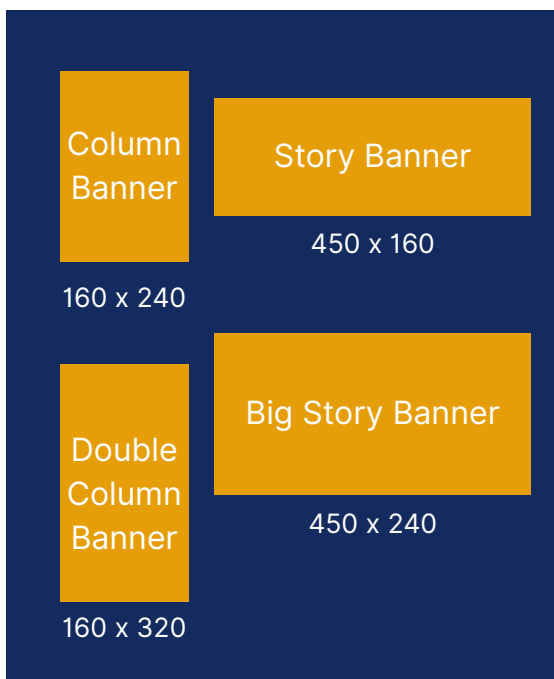 Column
Banner
160 x 240
Story Banner
450 x 160
Double
Column
Banner
160 x 320
Big Story Banner
450 x 240